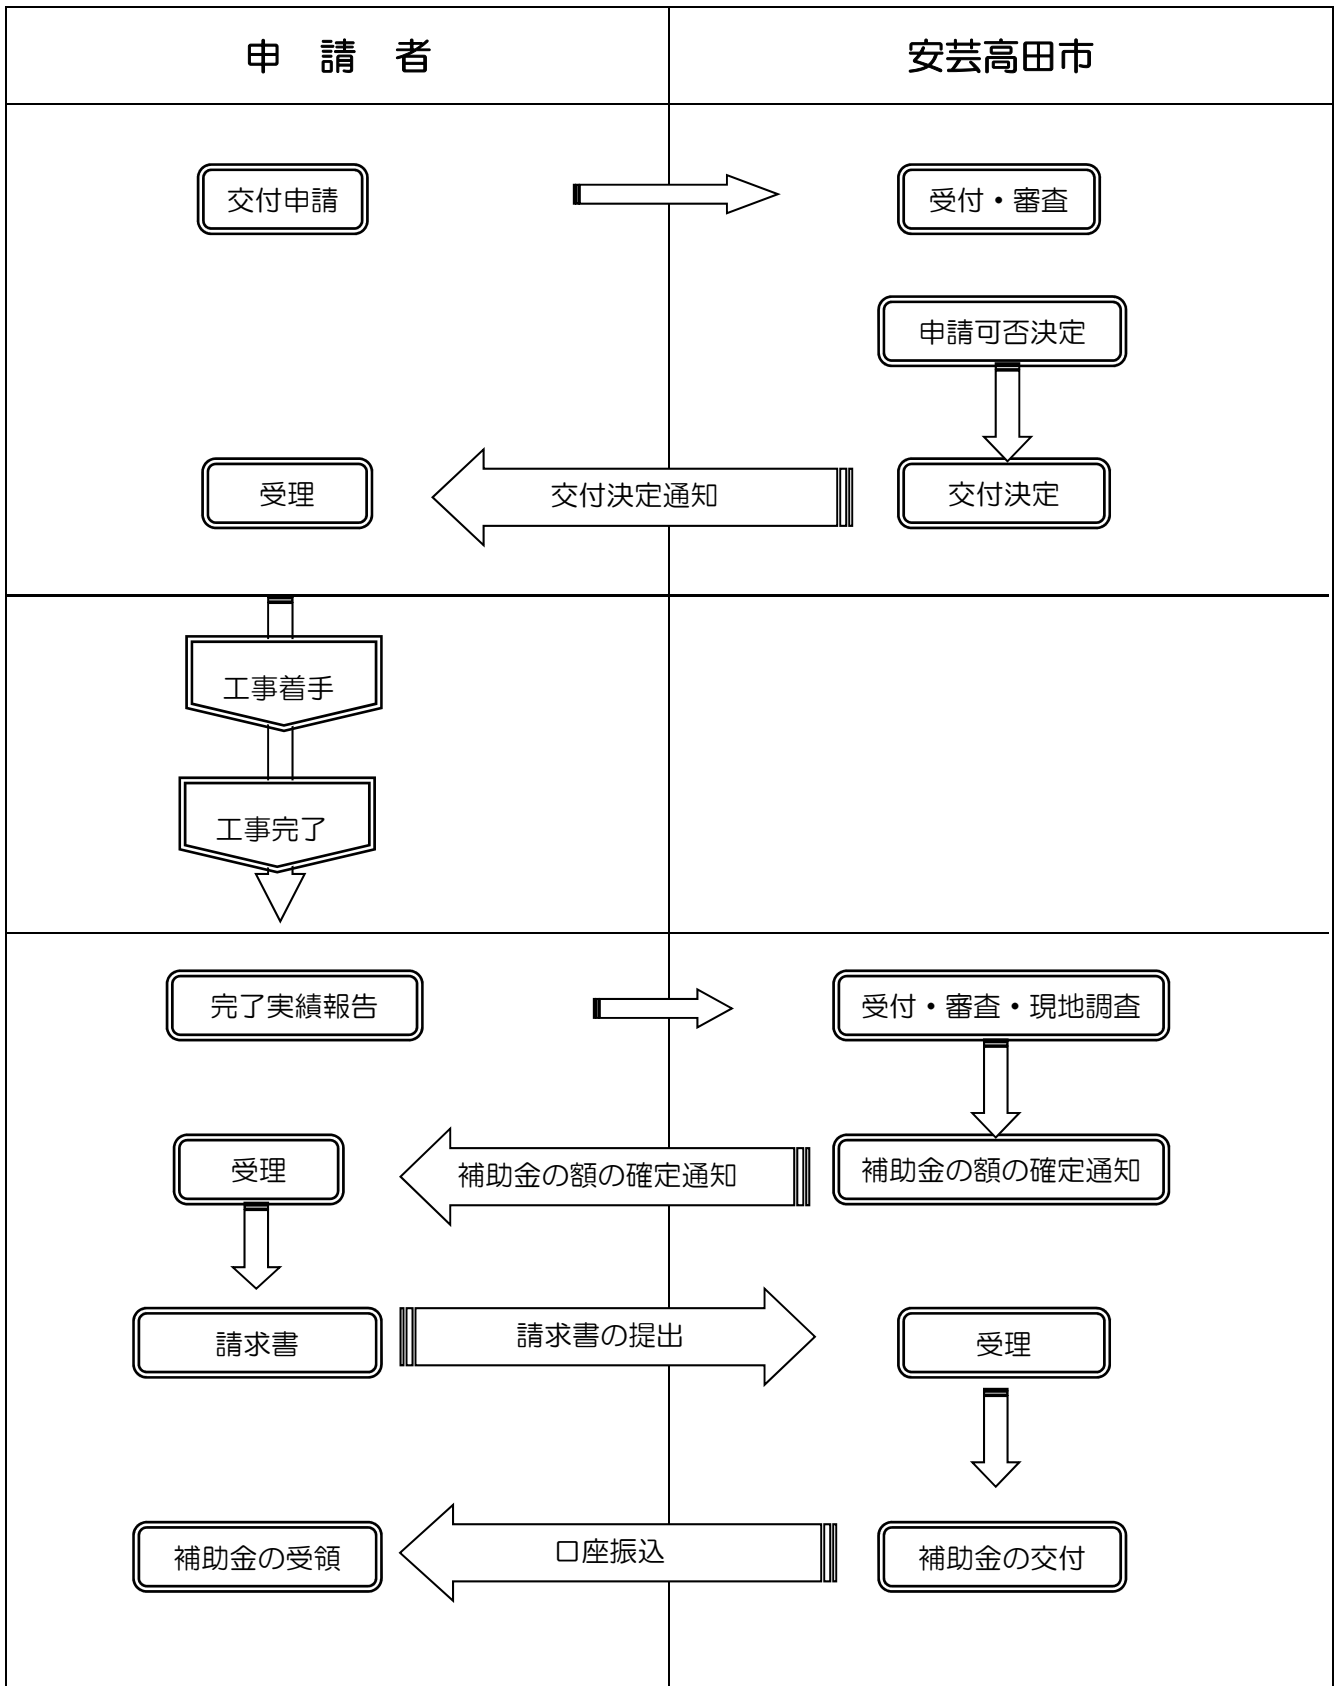 申 請 者
安芸高田市
交付申請
受付・審査
申請可否決定
受理
交付決定通知
交付決定
工事着手
工事完了
完了実績報告
受付・審査・現地調査
受理
補助金の額の確定通知
補助金の額の確定通知
請求書
請求書の提出
受理
補助金の受領
口座振込
補助金の交付